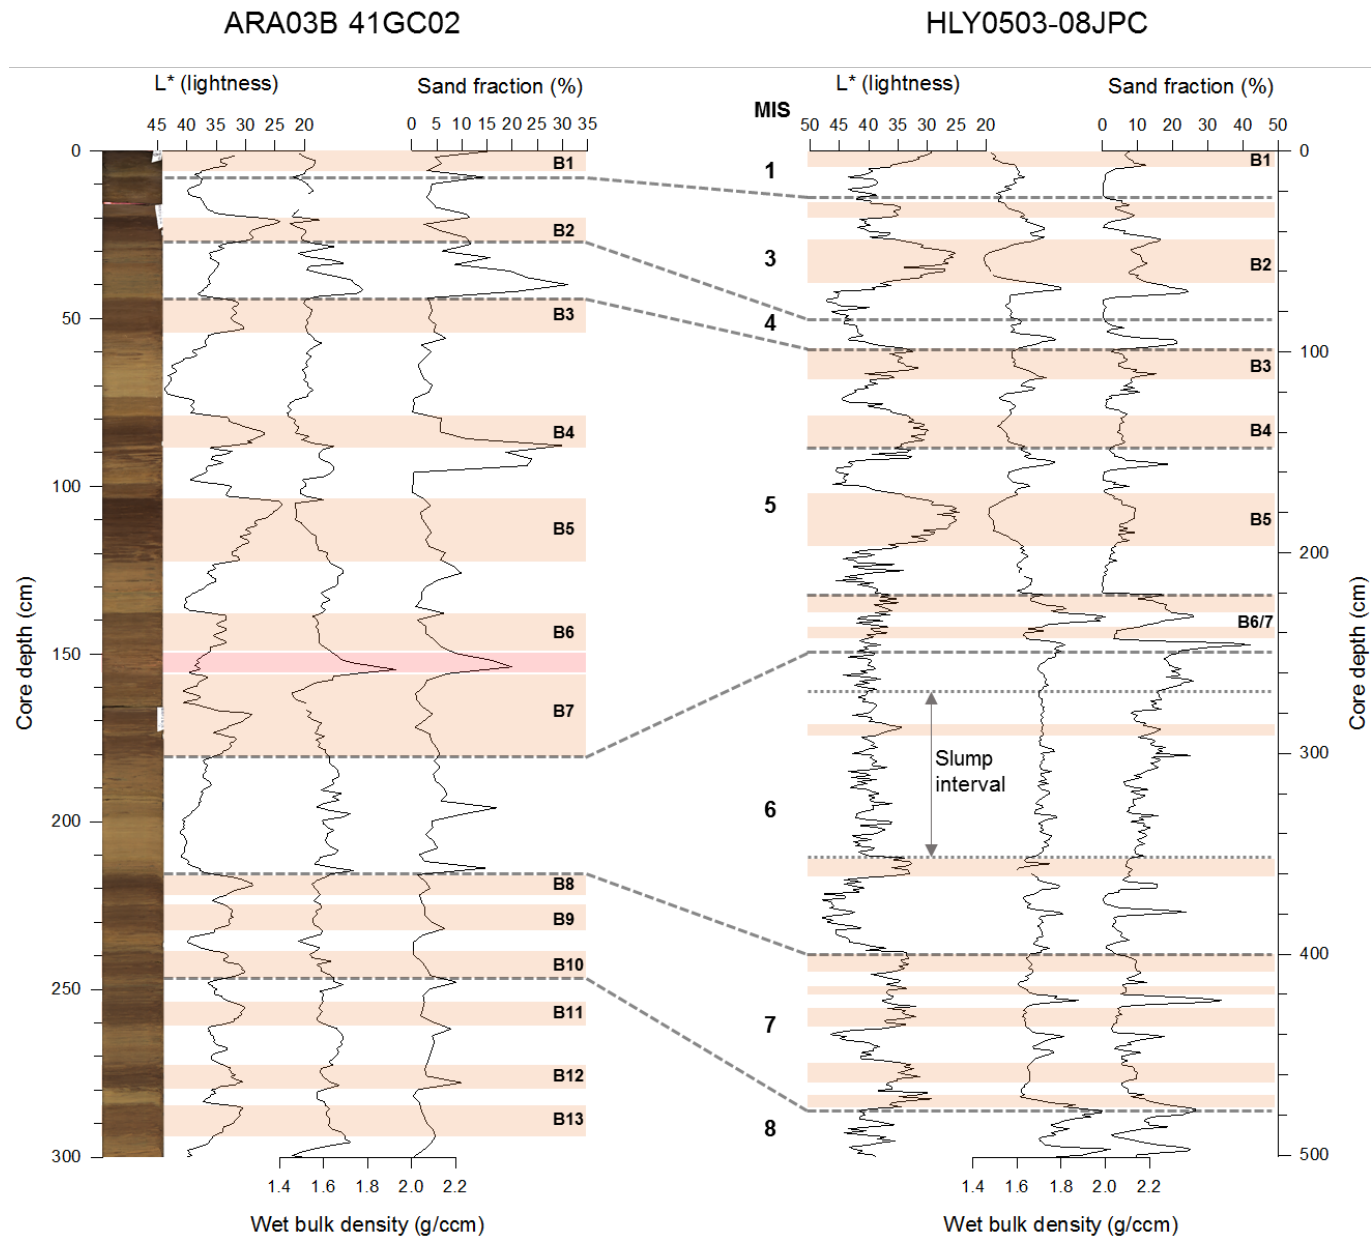 ARA03B 41GC02
HLY0503-08JPC
L* (lightness)
Sand fraction (%)
MIS
L* (lightness)
Sand fraction (%)
45 40 35 30 25 20
0 5 10 15 20 25 30 35
50 45 40 35 30 25 20
0 10 20 30 40 50
0
50
100
150
200
250
300
Core depth (cm)
B1
B2
B3
B4
B5
B6
B7
B8
B9
B10
B11
B12
B13
1
3
4
5
6
7
8
B1
B2
B3
B4
B5
B6/7
Slump
interval
0
100
200
300
400
500
Core depth (cm)
1.4 1.6 1.8 2.0 2.2
Wet bulk density (g/ccm)
1.4 1.6 1.8 2.0 2.2
Wet bulk density (g/ccm)